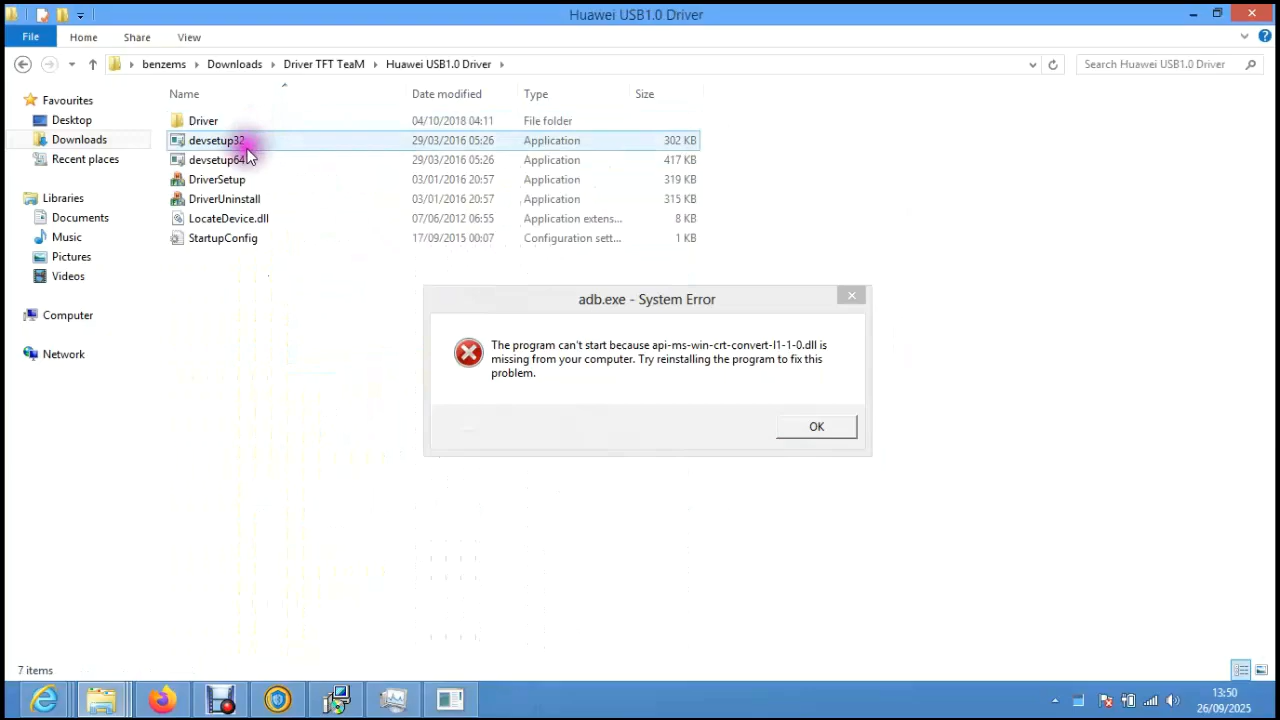 Huawei USB1.0 Driver
File Home Share View
benzems Downloads Driver TFT TeaM Huawei USB1.0 Driver Search Huawei USB1.0 Driver
Name Date modified Type Size
Favourites
Desktop
Downloads
Recent places
Libraries
Documents
Music
Pictures
Videos
Computer
Network
Driver 04/10/2018 04:11 File folder
devsetup32 29/03/2016 05:26 Application 302 KB
devsetup64 29/03/2016 05:26 Application 417 KB
DriverSetup 03/01/2016 20:57 Application 319 KB
DriverUninstall 03/01/2016 20:57 Application 315 KB
LocateDevice.dll 07/06/2012 06:55 Application extens... 8 KB
StartupConfig 17/09/2015 00:07 Configuration sett... 1 KB
adb.exe - System Error
The program can't start because api-ms-win-crt-convert-l1-1-0.dll is
missing from your computer. Try reinstalling the program to fix this
problem.
OK
7 items
13:50
26/09/2025